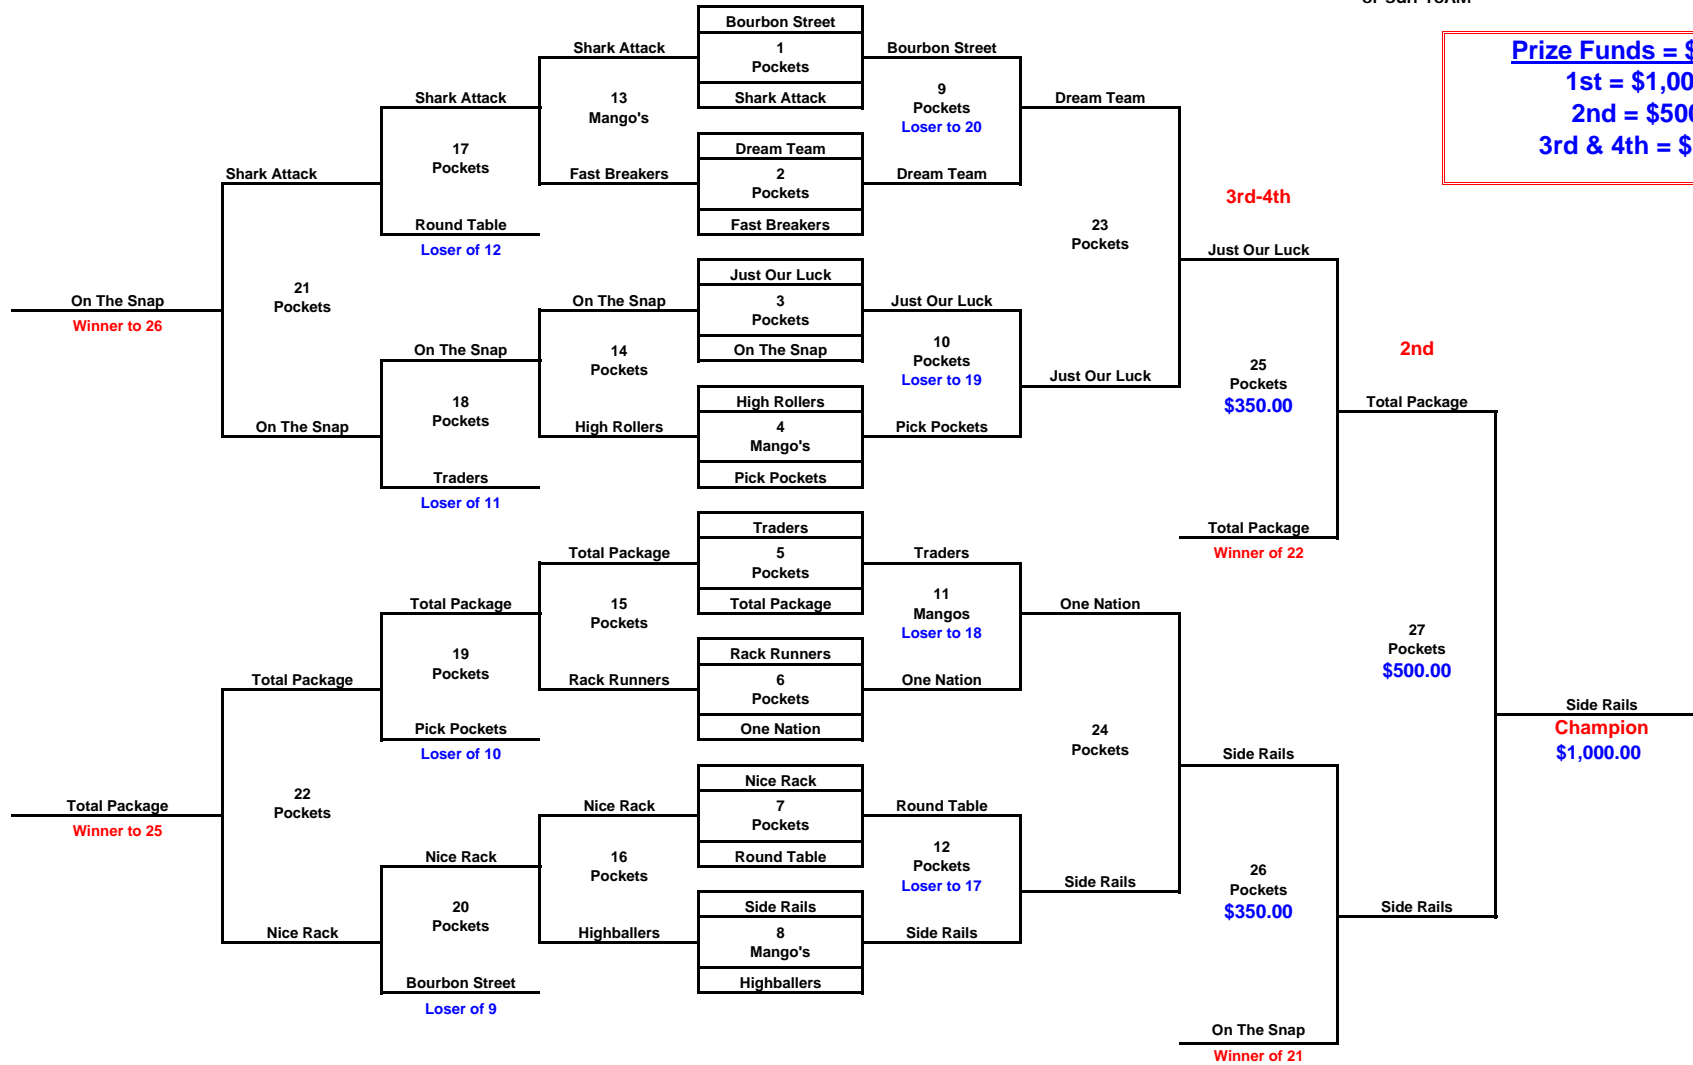 or Sun 10AM
Bourbon Street
Shark Attack
1
Bourbon Street
Pockets
Prize Funds = $
1st = $1,00
2nd = $500
3rd & 4th = $
Shark Attack
13
Mango's
Shark Attack
9
Pockets
Loser to 20
Dream Team
17
Pockets
Dream Team
Shark Attack
Fast Breakers
2
Pockets
Dream Team
3rd-4th
Round Table
Loser of 12
Fast Breakers
23
Pockets
Just Our Luck
Just Our Luck
21
Pockets
On The Snap
Winner to 26
On The Snap
3
Pockets
Just Our Luck
On The Snap
14
Pockets
On The Snap
10
Pockets
Loser to 19
Just Our Luck
2nd
25
Pockets
$350.00
18
Pockets
High Rollers
Total Package
On The Snap
High Rollers
4
Mango's
Pick Pockets
Traders
Loser of 11
Pick Pockets
Traders
Total Package
Winner of 22
Total Package
5
Pockets
Traders
Total Package
15
Pockets
Total Package
11
Mangos
Loser to 18
One Nation
19
Pockets
Rack Runners
27
Pockets
$500.00
Total Package
Rack Runners
6
Pockets
One Nation
Side Rails
Champion
$1,000.00
Pick Pockets
Loser of 10
One Nation
24
Pockets
Side Rails
Nice Rack
22
Pockets
Total Package
Winner to 25
Nice Rack
7
Pockets
Round Table
Nice Rack
16
Pockets
Round Table
12
Pockets
Loser to 17
Side Rails
26
Pockets
$350.00
20
Pockets
Side Rails
Side Rails
Nice Rack
Highballers
8
Mango's
Side Rails
Bourbon Street
Loser of 9
Highballers
On The Snap
Winner of 21